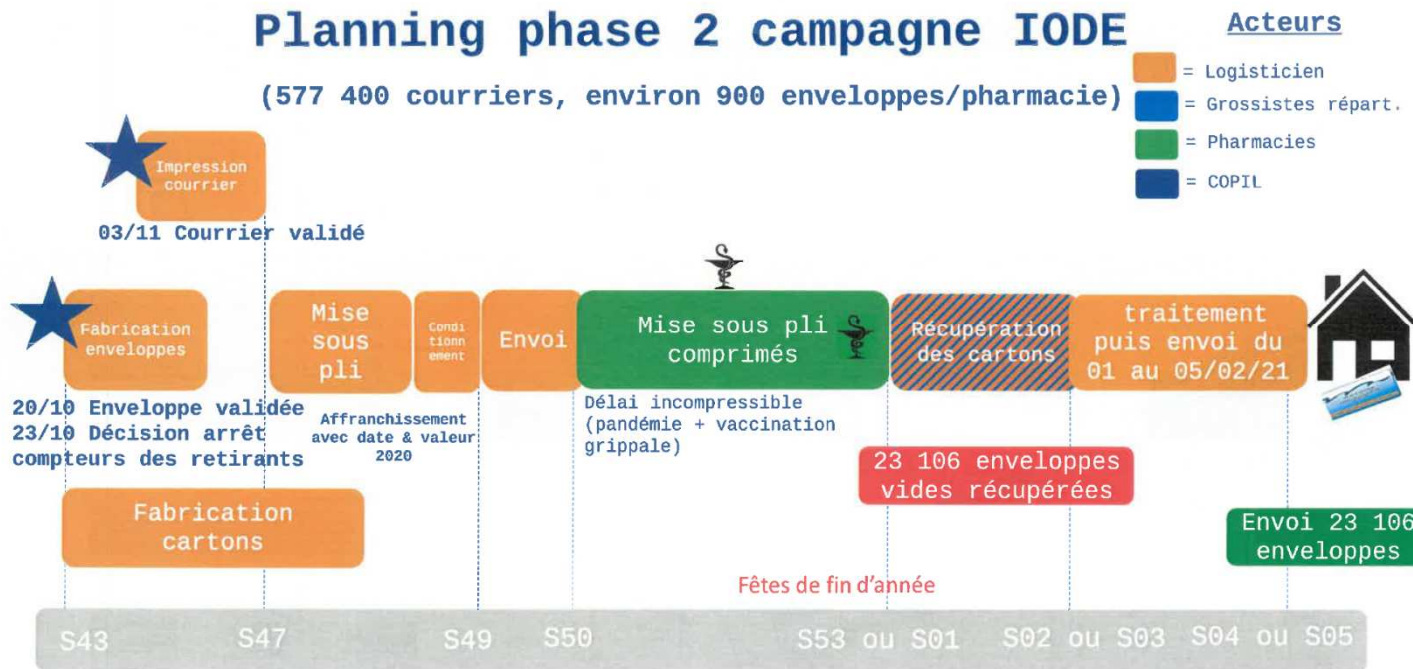 Planning phase 2 campagne IODE
(577 400 courriers, environ 900 enveloppes/pharmacie)
Acteurs
= Logisticien
= Grossistes répart.
= Pharmacies
= COPIL
Impression
courrier
03/11 Courrier validé
Fabrication
enveloppes
Mise
sous
pli
Condi
tionn
ement
Envoi
Mise sous pli
comprimés
Récupération
des cartons
traitement
puis envoi du
01 au 05/02/21
20/10 Enveloppe validée
23/10 Décision arrêt
compteurs des retirants
Affranchissement
avec date & valeur
2020
Délai incompressible
(pandémie + vaccination
grippale)
23 106 enveloppes
vides récupérées
Fabrication
cartons
Envoi 23 106
enveloppes
Fêtes de fin d'année
S43
S47
S49
S50
S53 ou S01
S02 ou S03
S04 ou S05